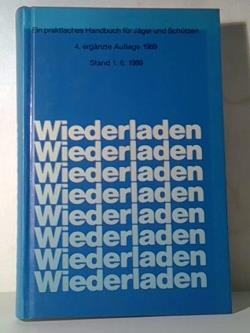 Ein praktisches Handbuch für Jäger und Schützen
4. ergänzte Auflage 1989
Stand 1. 6. 1989
Wiederladen
Wiederladen
Wiederladen
Wiederladen
Wiederladen
Wiederladen
Wiederladen
Wiederladen